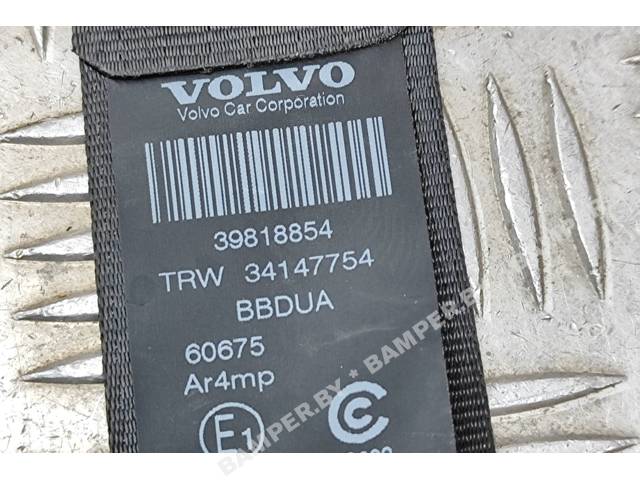 VOLVO
Volvo Car Corporation
39818854
TRW 34147754
BBDUA
60675
Ar4mp
E1
BAMPER.BY * BAMPER.BY